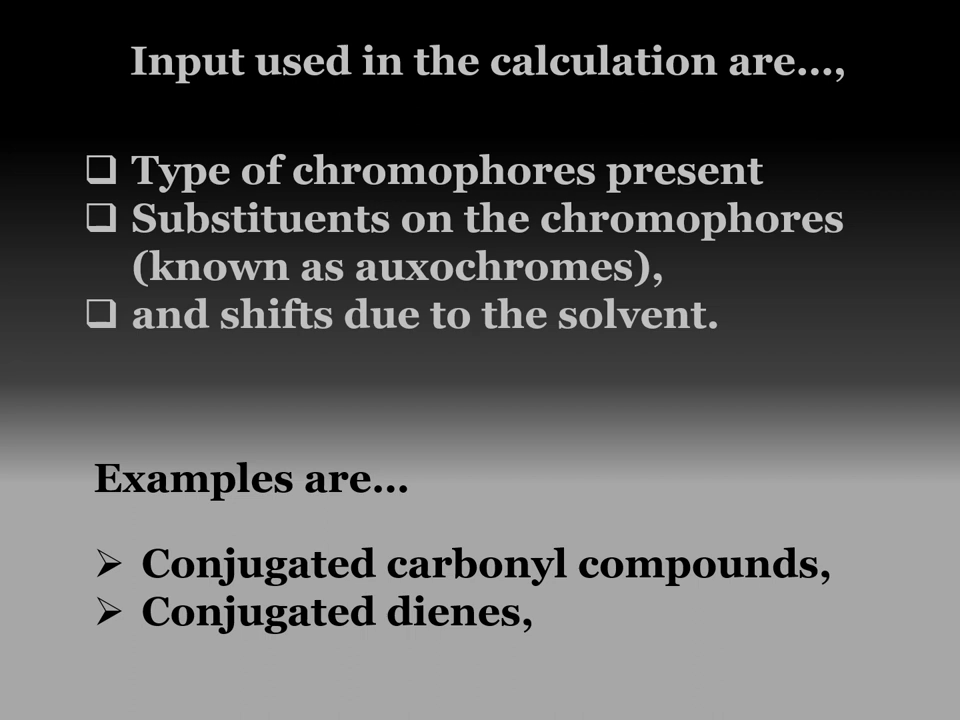 Input used in the calculation are...,
❑ Type of chromophores present
❑ Substituents on the chromophores
(known as auxochromes),
❑ and shifts due to the solvent.
Examples are...
➢ Conjugated carbonyl compounds,
➢ Conjugated dienes,